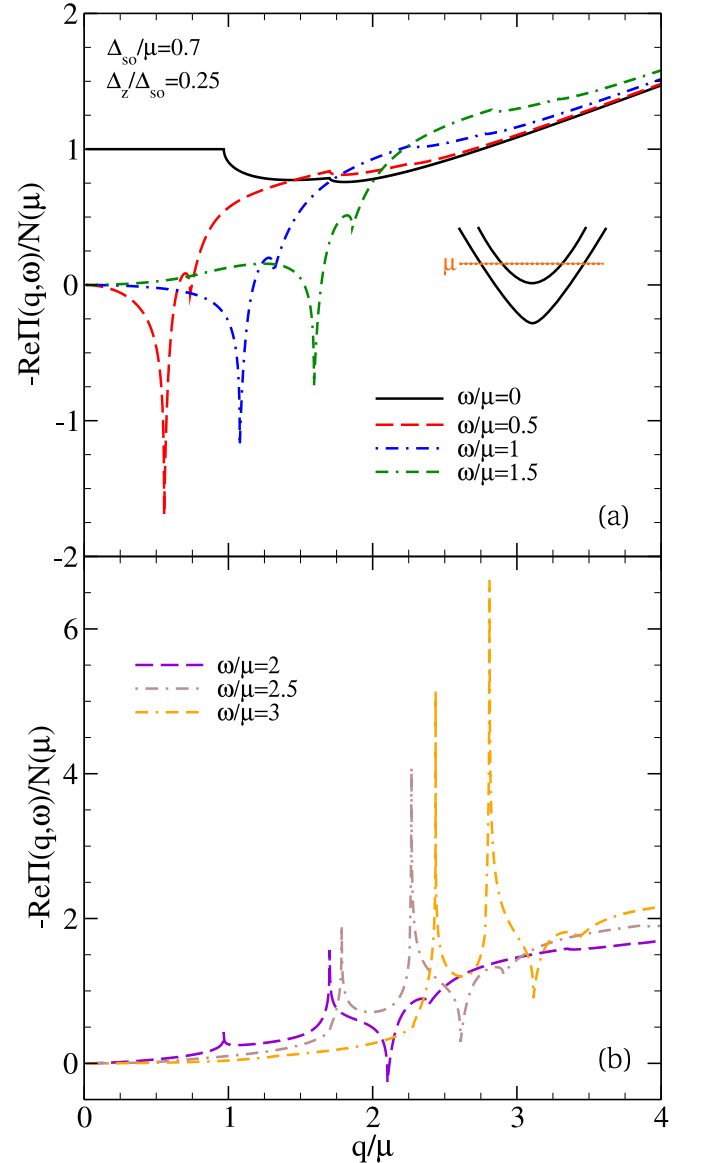 2
1
0
-1
-2
-ReΠ(q,ω)/N(μ)
Δso/μ=0.7
Δz/Δso=0.25
μ
ω/μ=0
ω/μ=0.5
ω/μ=1
ω/μ=1.5
(a)
6
4
2
0
-ReΠ(q,ω)/N(μ)
ω/μ=2
ω/μ=2.5
ω/μ=3
(b)
0 1 2 3 4
q/μ